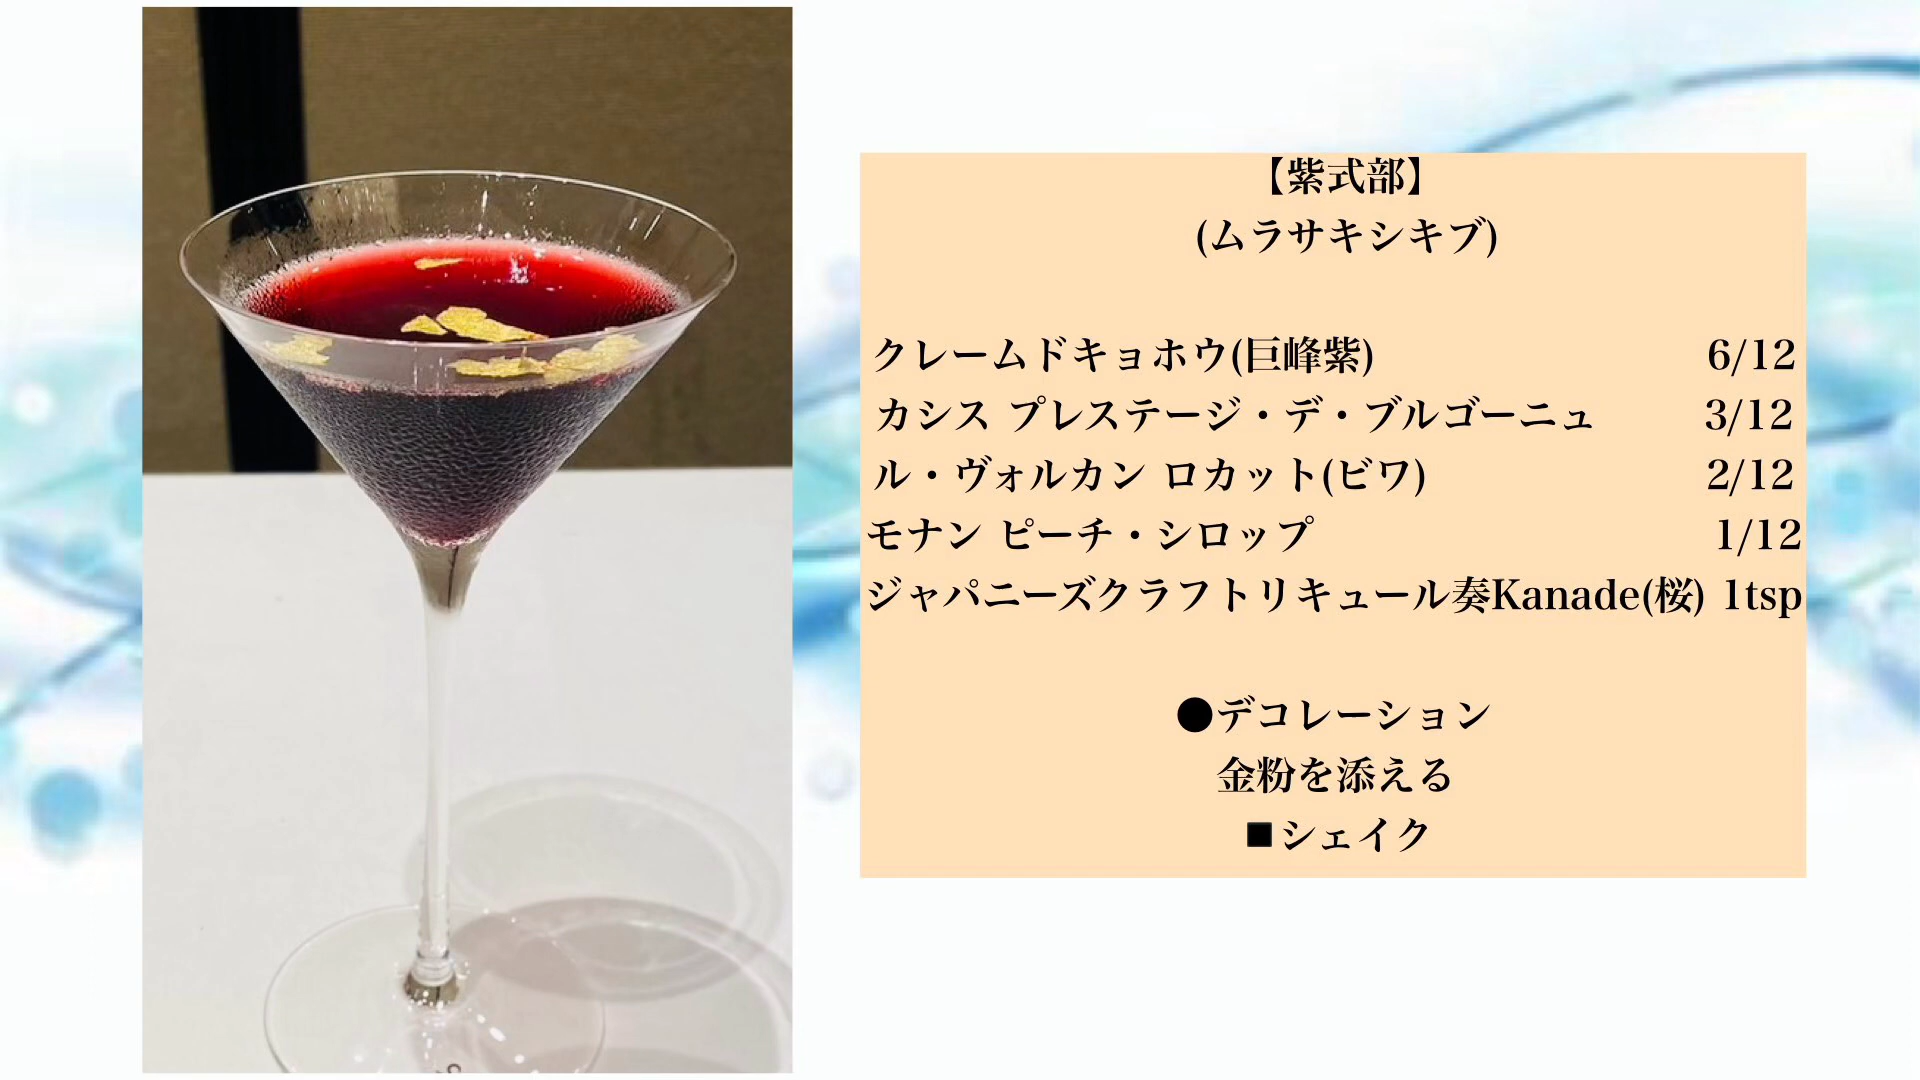 【紫式部】
(ムラサキシキブ)
クレームドキョホウ(巨峰紫) 6/12
カシス プレステージ・デ・ブルゴーニュ 3/12
ル・ヴォルカン ロカット(ビワ) 2/12
モナン ピーチ・シロップ 1/12
ジャパニーズクラフトリキュール奏Kanade(桜) 1tsp
●デコレーション
金粉を添える
■シェイク